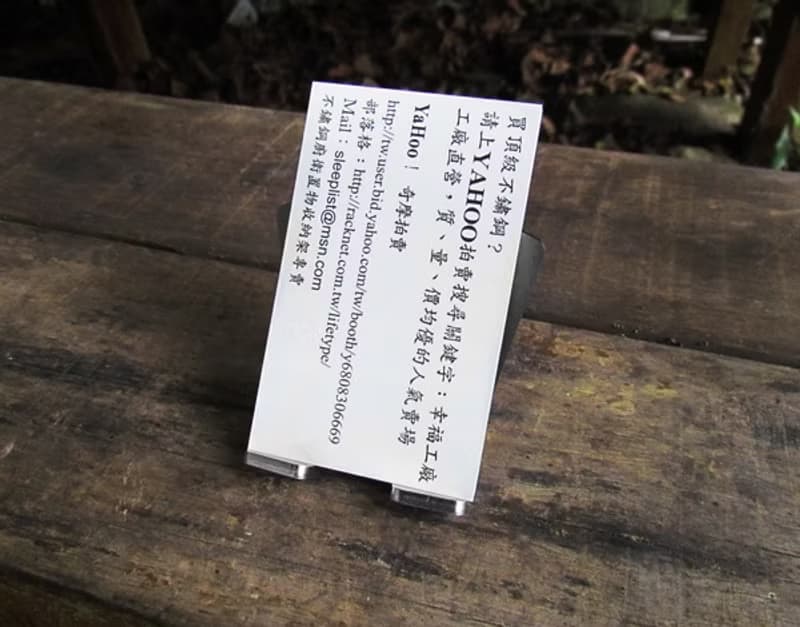 買頂級不鏽鋼?
請上YAHOO拍賣搜尋關鍵字:幸福工廠
工廠直營,質、量、價均優的人氣賣場
YaHoo! 奇摩拍賣
http://tw.user.bid.yahoo.com/tw/booth/y6808306669
部落格:http://racknet.com.tw/lifetype/
Mail:sleeplist@msn.com
不鏽鋼廚衛置物收納架專賣